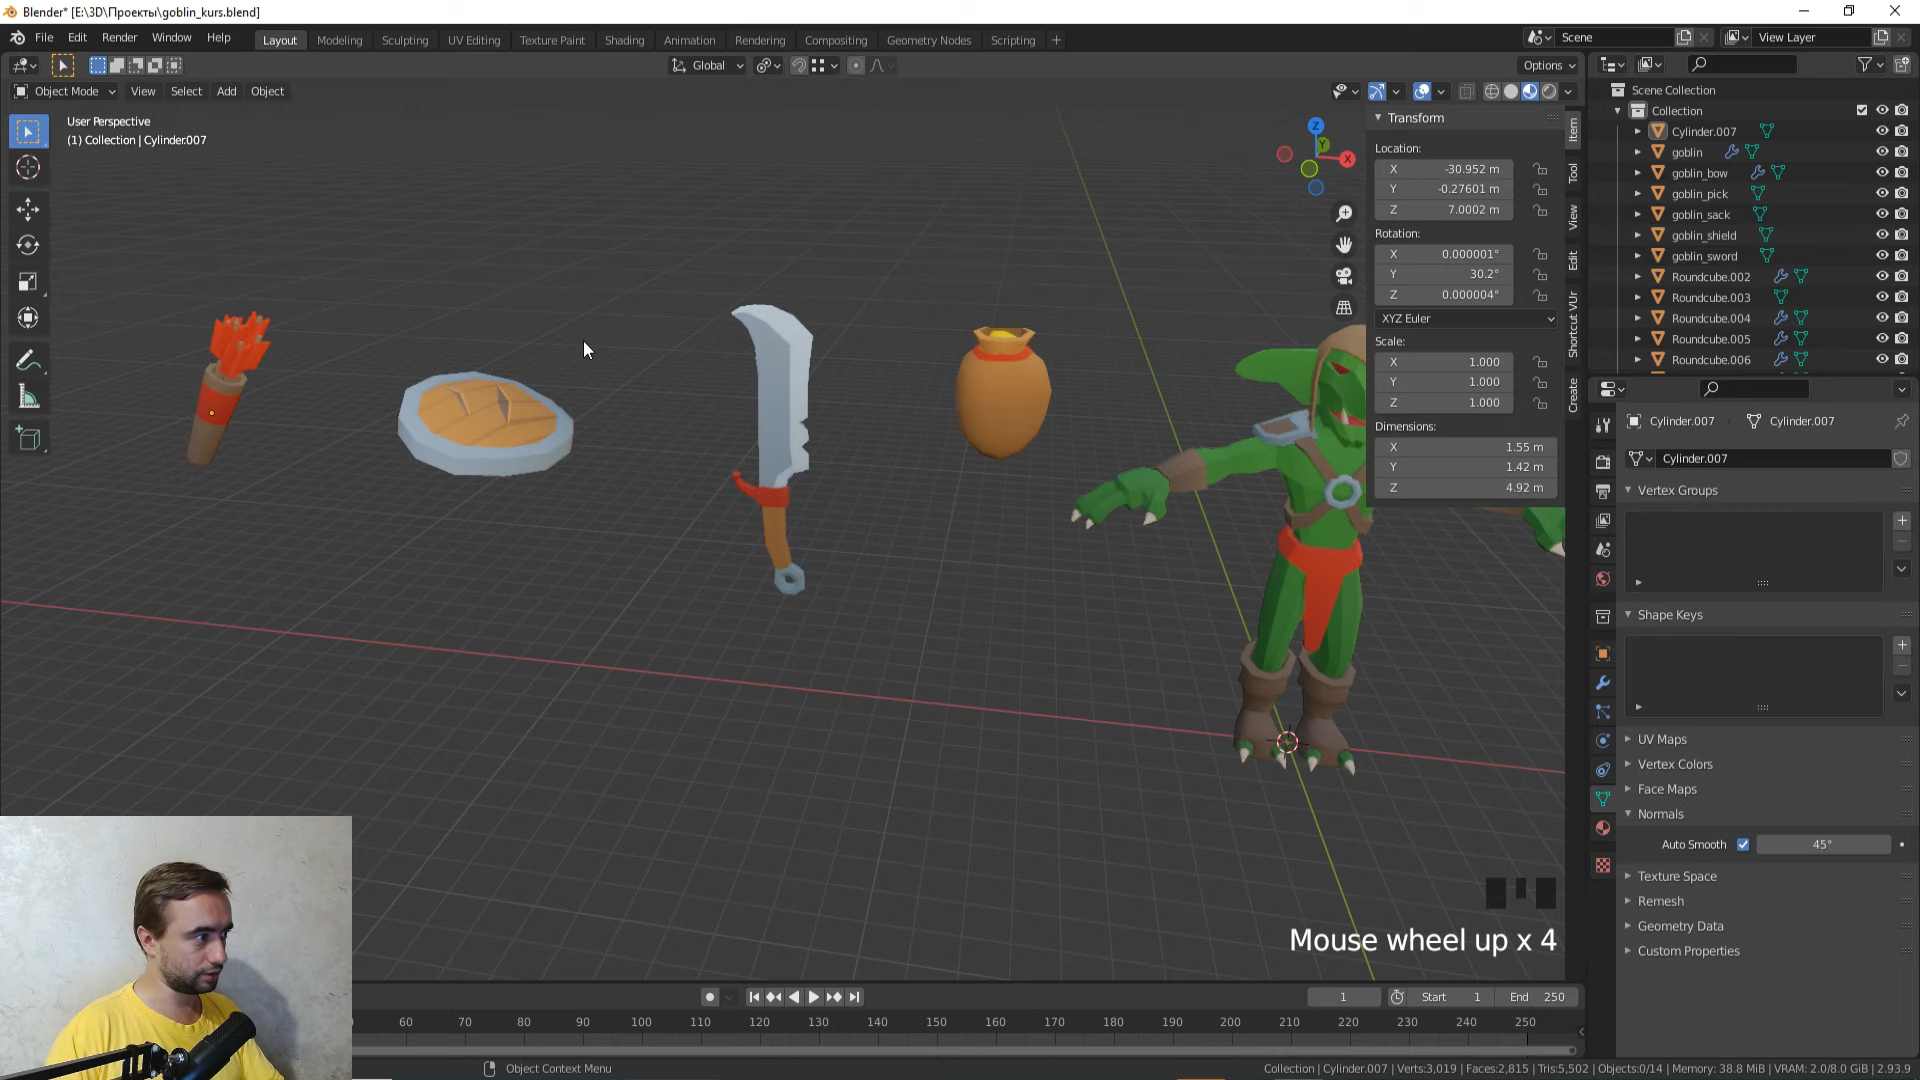 Blender* [E:\3D\Проекты\goblin_kurs.blend]
File Edit Render Window Help
Layout Modeling Sculpting UV Editing Texture Paint Shading Animation Rendering Compositing Geometry Nodes Scripting +
Scene
View Layer
Global
Options
Object Mode View Select Add Object
User Perspective
(1) Collection | Cylinder.007
Z
Y
X
Transform
Location:
X -30.952 m
Y -0.27601 m
Z 7.0002 m
Rotation:
X 0.000001°
Y 30.2°
Z 0.000004°
XYZ Euler
Scale:
X 1.000
Y 1.000
Z 1.000
Dimensions:
X 1.55 m
Y 1.42 m
Z 4.92 m
Item
Tool
View
Edit
Shortcut VUr
Create
Scene Collection
Collection
Cylinder.007
goblin
goblin_bow
goblin_pick
goblin_sack
goblin_shield
goblin_sword
Roundcube.002
Roundcube.003
Roundcube.004
Roundcube.005
Roundcube.006
Cylinder.007 Cylinder.007
Cylinder.007
Vertex Groups
Shape Keys
UV Maps
Vertex Colors
Face Maps
Normals
Auto Smooth 45°
Texture Space
Remesh
Geometry Data
Custom Properties
Mouse wheel up x 4
1 Start 1 End 250
60 70 80 90 100 110 120 130 140 150 160 170 180 190 200 210 220 230 240 250
Object Context Menu
Collection | Cylinder.007 | Verts:3,019 | Faces:2,815 | Tris:5,502 | Objects:0/14 | Memory: 38.8 MiB | VRAM: 2.0/8.0 GiB | 2.93.9